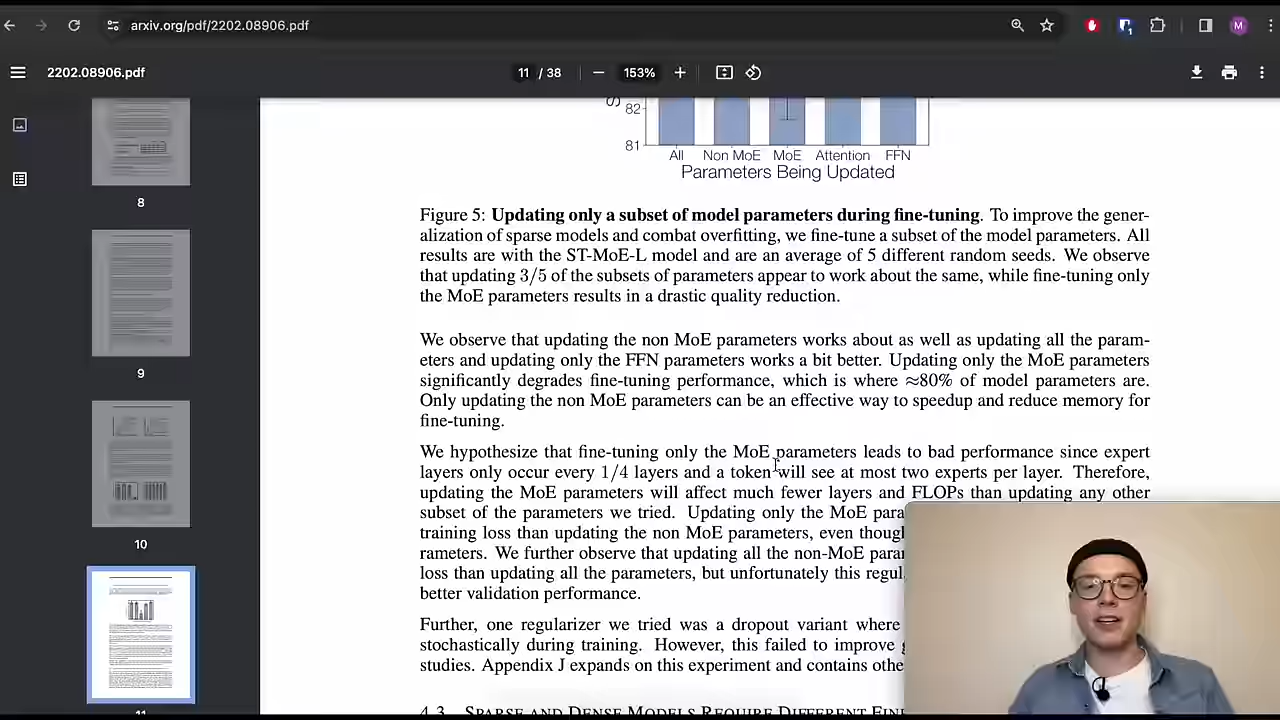 arxiv.org/pdf/2202.08906.pdf
M
2202.08906.pdf
11 / 38
153%
8
9
10
82
81
All Non MoE MoE Attention FFN
Parameters Being Updated
Figure 5: Updating only a subset of model parameters during fine-tuning. To improve the gener-
alization of sparse models and combat overfitting, we fine-tune a subset of the model parameters. All
results are with the ST-MoE-L model and are an average of 5 different random seeds. We observe
that updating 3/5 of the subsets of parameters appear to work about the same, while fine-tuning only
the MoE parameters results in a drastic quality reduction.
We observe that updating the non MoE parameters works about as well as updating all the param-
eters and updating only the FFN parameters works a bit better. Updating only the MoE parameters
significantly degrades fine-tuning performance, which is where ≈80% of model parameters are.
Only updating the non MoE parameters can be an effective way to speedup and reduce memory for
fine-tuning.
We hypothesize that fine-tuning only the MoE parameters leads to bad performance since expert
layers only occur every 1/4 layers and a token will see at most two experts per layer. Therefore,
updating the MoE parameters will affect much fewer layers and FLOPs than updating any other
subset of the parameters we tried. Updating only the MoE para
training loss than updating the non MoE parameters, even thoug
rameters. We further observe that updating all the non-MoE para
loss than updating all the parameters, but unfortunately this regul
better validation performance.
Further, one regularizer we tried was a dropout variant where
stochastically during training. However, this failed to improve
studies. Appendix J expands on this experiment and contains othe
4.3 SPARSE AND DENSE MODELS REQUIRE DIFFERENT FINE